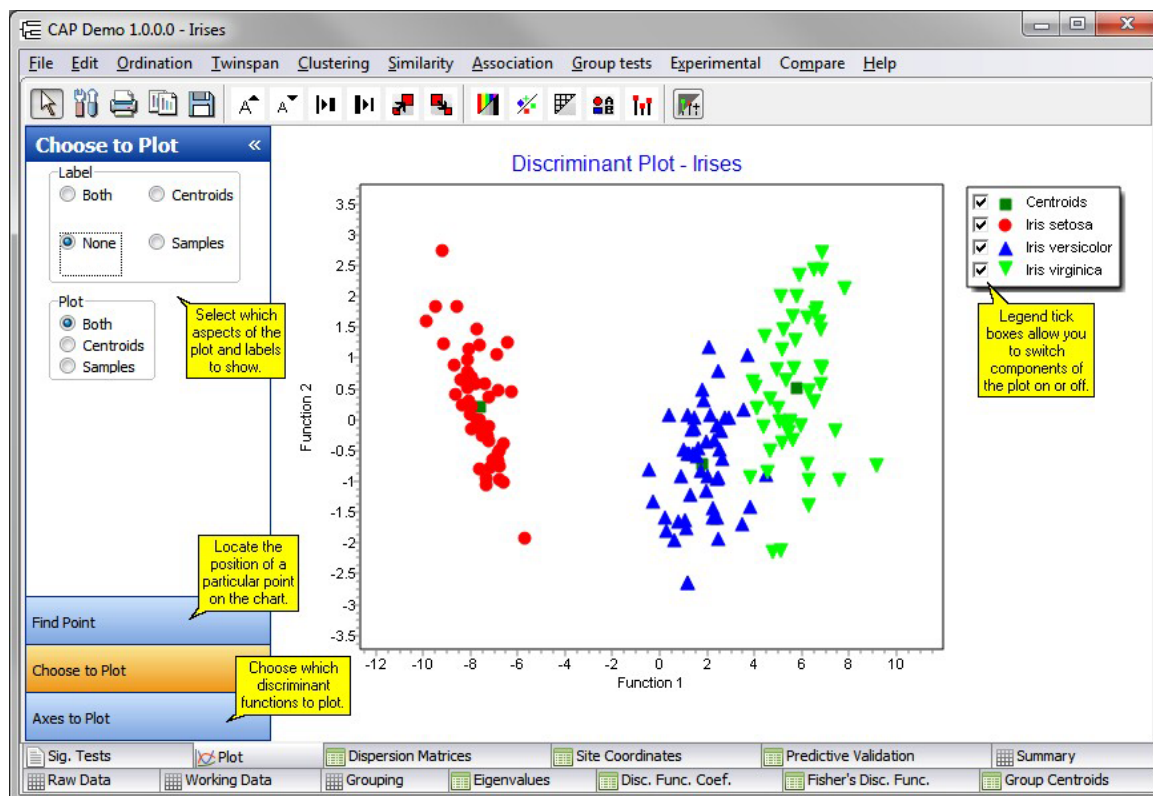 CAP Demo 1.0.0.0 - Irises
File Edit Ordination Twinspan Clustering Similarity Association Group tests Experimental Compare Help
Choose to Plot «
Label
Both Centroids
None Samples
Plot
Both
Centroids
Samples
Select which
aspects of the
plot and labels
to show.
Locate the
position of a
particular point
on the chart.
Find Point
Choose to Plot
Choose which
discriminant
functions to plot.
Axes to Plot
Discriminant Plot - Irises
Function 2
3.5
3
2.5
2
1.5
1
0.5
0
-0.5
-1
-1.5
-2
-2.5
-3
-3.5
-12 -10 -8 -6 -4 -2 0 2 4 6 8 10
Function 1
Centroids
Iris setosa
Iris versicolor
Iris virginica
Legend tick
boxes allow you
to switch
components of
the plot on or off.
Sig. Tests Plot Dispersion Matrices Site Coordinates Predictive Validation Summary
Raw Data Working Data Grouping Eigenvalues Disc. Func. Coef. Fisher's Disc. Func. Group Centroids